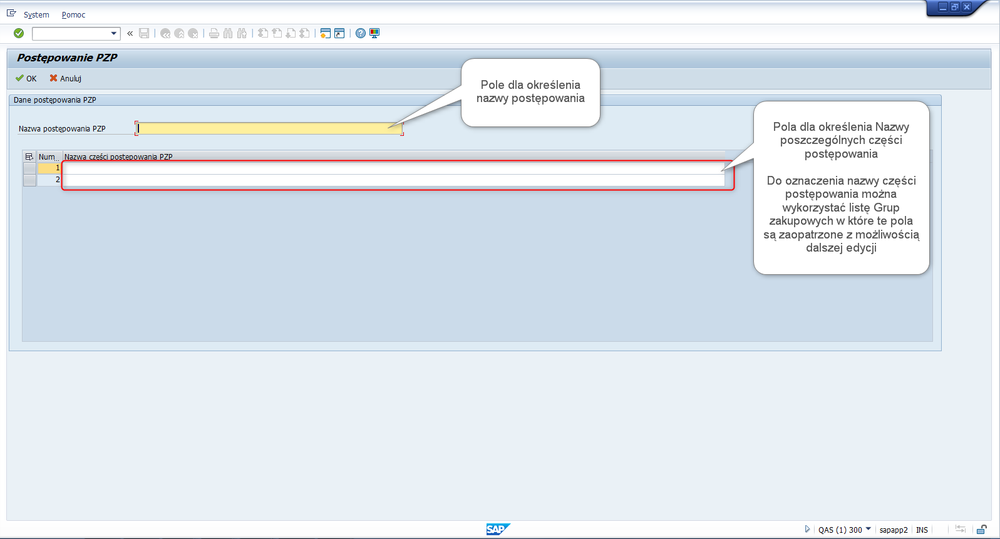 System Pomoc
Postępowanie PZP
OK Anuluj
Dane postępowania PZP
Pole dla określenia
nazwy postępowania
Nazwa postępowania PZP
Pola dla określenia Nazwy
poszczególnych części
postępowania
Do oznaczenia nazwy części
postępowania można
wykorzystać listę Grup
zakupowych w które te pola
są zaopatrzone z możliwością
dalszej edycji
Num... Nazwa części postępowania PZP
1
2
SAP
QAS (1) 300 sapapp2 INS